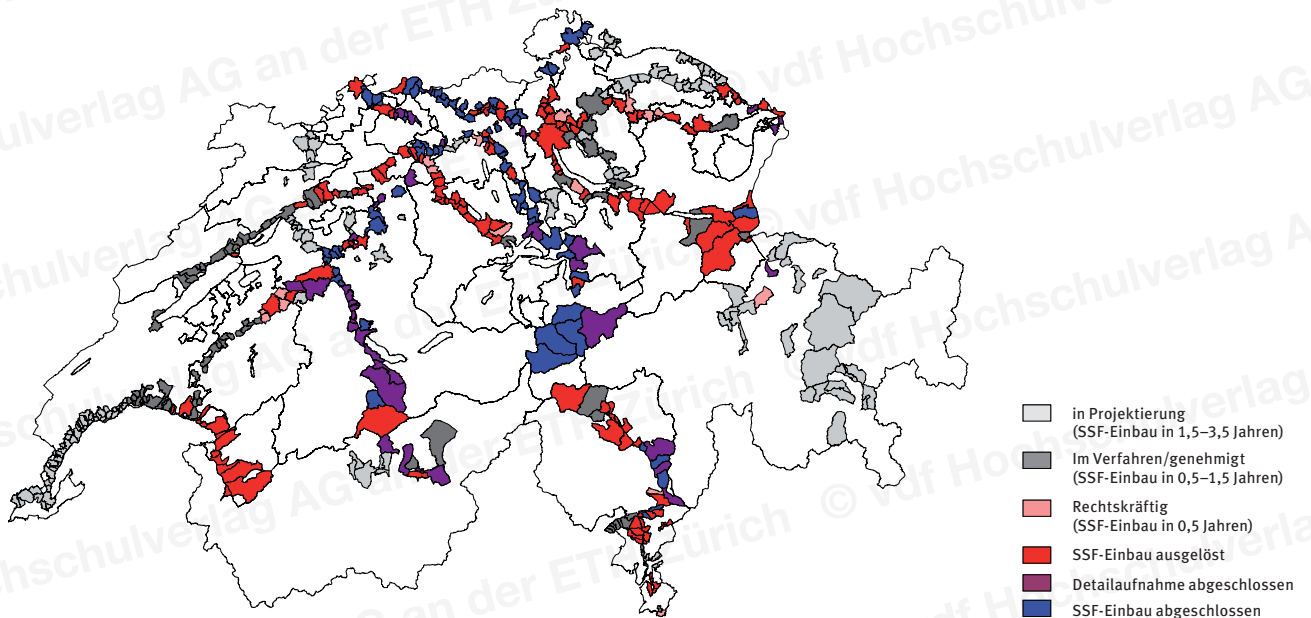 in Projektierung
(SSF-Einbau in 1,5–3,5 Jahren)
Im Verfahren/genehmigt
(SSF-Einbau in 0,5–1,5 Jahren)
Rechtskräftig
(SSF-Einbau in 0,5 Jahren)
SSF-Einbau ausgelöst
Detailaufnahme abgeschlossen
SSF-Einbau abgeschlossen
© vdf Hochschulverlag AG an der ETH Zürich